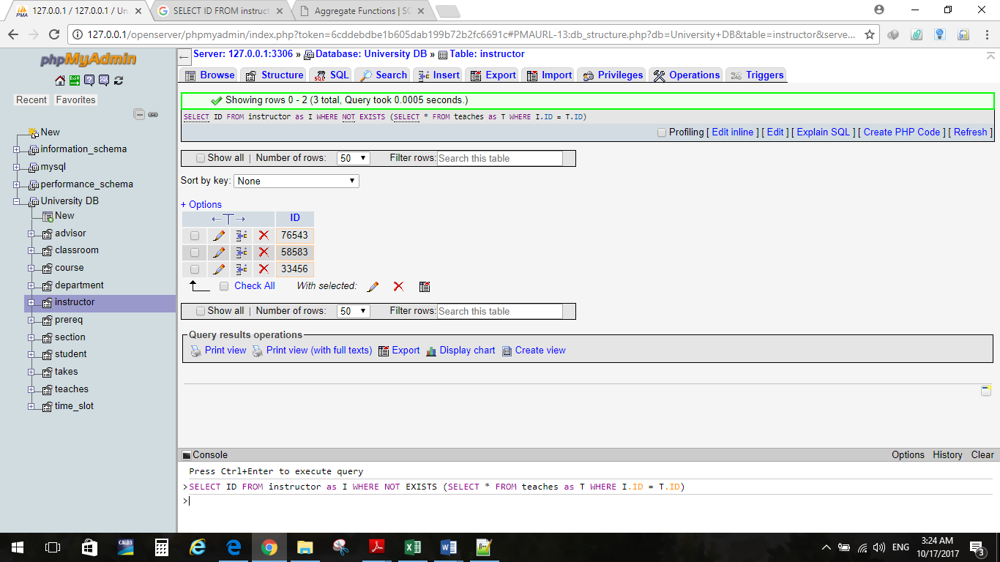 127.0.0.1 / 127.0.0.1 / Un
SELECT ID FROM instruct
Aggregate Functions | SC
127.0.0.1/openserver/phpmyadmin/index.php?token=6cddebdbe1b605dab199b72b2fc6691c#PMAURL-13:db_structure.php?db=University+DB&table=instructor&serve...
phpMyAdmin
Recent Favorites
New
information_schema
mysql
performance_schema
University DB
New
advisor
classroom
course
department
instructor
prereq
section
student
takes
teaches
time_slot
Server: 127.0.0.1:3306 » Database: University DB » Table: instructor
Browse Structure SQL Search Insert Export Import Privileges Operations Triggers
Showing rows 0 - 2 (3 total, Query took 0.0005 seconds.)
SELECT ID FROM instructor as I WHERE NOT EXISTS (SELECT * FROM teaches as T WHERE I.ID = T.ID)
Profiling [ Edit inline ] [ Edit ] [ Explain SQL ] [ Create PHP Code ] [ Refresh ]
Show all | Number of rows: 50 Filter rows: Search this table
Sort by key: None
+ Options
ID
76543
58583
33456
Check All With selected:
Show all | Number of rows: 50 Filter rows: Search this table
Query results operations
Print view Print view (with full texts) Export Display chart Create view
Console Options History Clear
Press Ctrl+Enter to execute query
>SELECT ID FROM instructor as I WHERE NOT EXISTS (SELECT * FROM teaches as T WHERE I.ID = T.ID)
>
CALD3
ENG
3:24 AM
10/17/2017
3